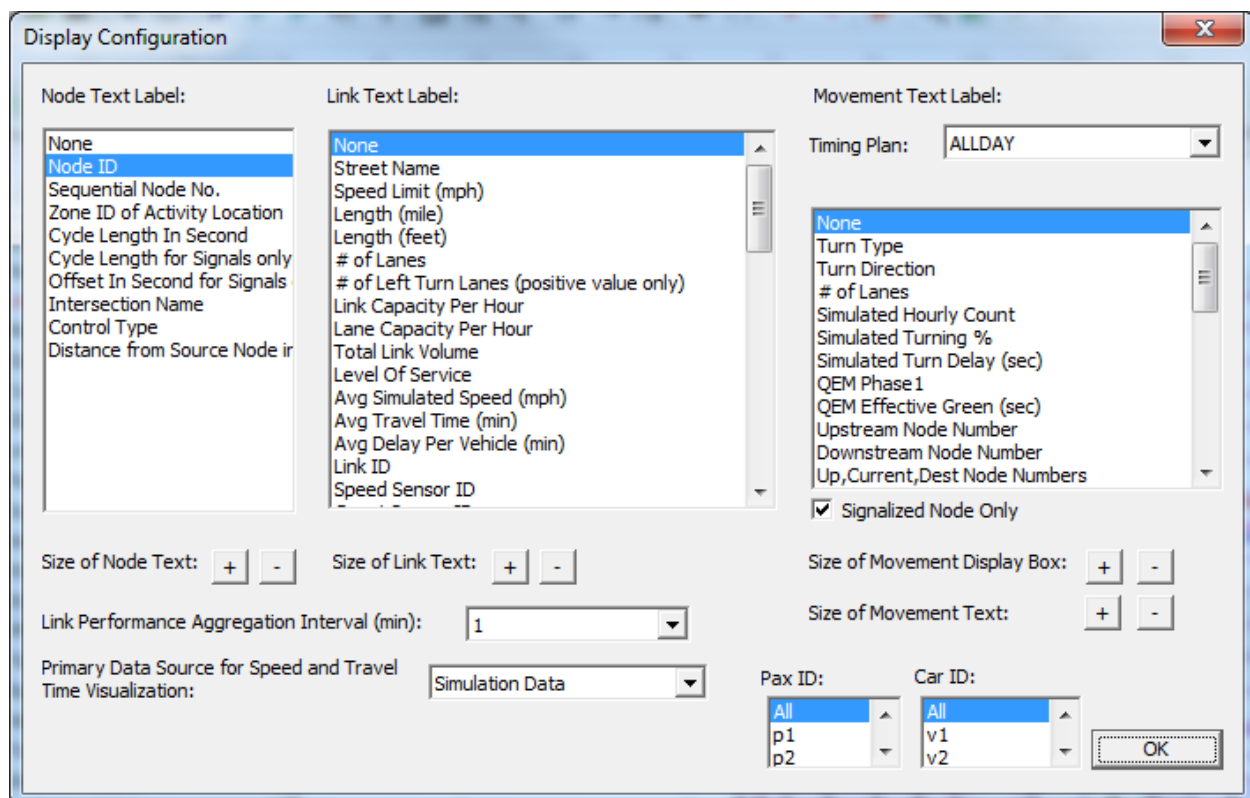 Display Configuration
Node Text Label:
None
Node ID
Sequential Node No.
Zone ID of Activity Location
Cycle Length In Second
Cycle Length for Signals only
Offset In Second for Signals
Intersection Name
Control Type
Distance from Source Node
Link Text Label:
None
Street Name
Speed Limit (mph)
Length (mile)
Length (feet)
# of Lanes
# of Left Turn Lanes (positive value only)
Link Capacity Per Hour
Lane Capacity Per Hour
Total Link Volume
Level Of Service
Avg Simulated Speed (mph)
Avg Travel Time (min)
Avg Delay Per Vehicle (min)
Link ID
Speed Sensor ID
Movement Text Label:
Timing Plan: ALLDAY
None
Turn Type
Turn Direction
# of Lanes
Simulated Hourly Count
Simulated Turning %
Simulated Turn Delay (sec)
QEM Phase1
QEM Effective Green (sec)
Upstream Node Number
Downstream Node Number
Up,Current,Dest Node Numbers
Signalized Node Only
Size of Node Text: + -
Size of Link Text: + -
Size of Movement Display Box: + -
Size of Movement Text: + -
Link Performance Aggregation Interval (min): 1
Primary Data Source for Speed and Travel
Time Visualization:
Simulation Data
Pax ID:
All
p1
p2
Car ID:
All
v1
v2
OK